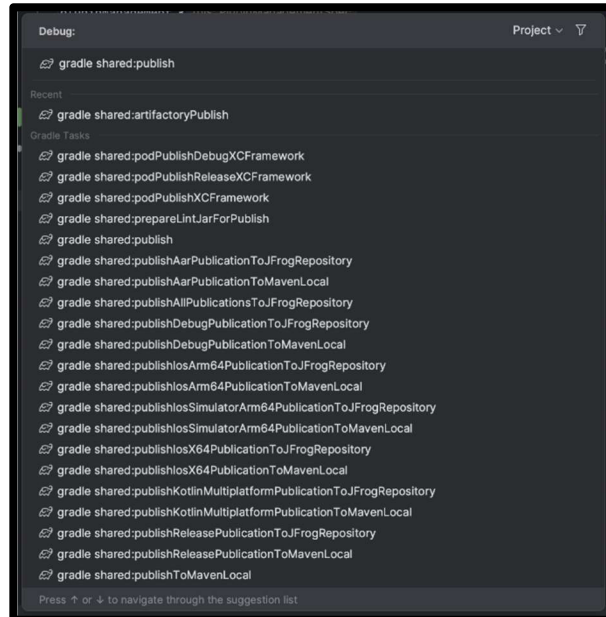 Debug:
Project
gradle shared:publish
Recent
gradle shared:artifactoryPublish
Gradle Tasks
gradle shared:podPublishDebugXCFramework
gradle shared:podPublishReleaseXCFramework
gradle shared:podPublishXCFramework
gradle shared:prepareLintJarForPublish
gradle shared:publish
gradle shared:publishAarPublicationToJFrogRepository
gradle shared:publishAarPublicationToMavenLocal
gradle shared:publishAllPublicationsToJFrogRepository
gradle shared:publishDebugPublicationToJFrogRepository
gradle shared:publishDebugPublicationToMavenLocal
gradle shared:publishIosArm64PublicationToJFrogRepository
gradle shared:publishIosArm64PublicationToMavenLocal
gradle shared:publishIosSimulatorArm64PublicationToJFrogRepository
gradle shared:publishIosSimulatorArm64PublicationToMavenLocal
gradle shared:publishIosX64PublicationToJFrogRepository
gradle shared:publishIosX64PublicationToMavenLocal
gradle shared:publishKotlinMultiplatformPublicationToJFrogRepository
gradle shared:publishKotlinMultiplatformPublicationToMavenLocal
gradle shared:publishReleasePublicationToJFrogRepository
gradle shared:publishReleasePublicationToMavenLocal
gradle shared:publishToMavenLocal
Press ↑ or ↓ to navigate through the suggestion list